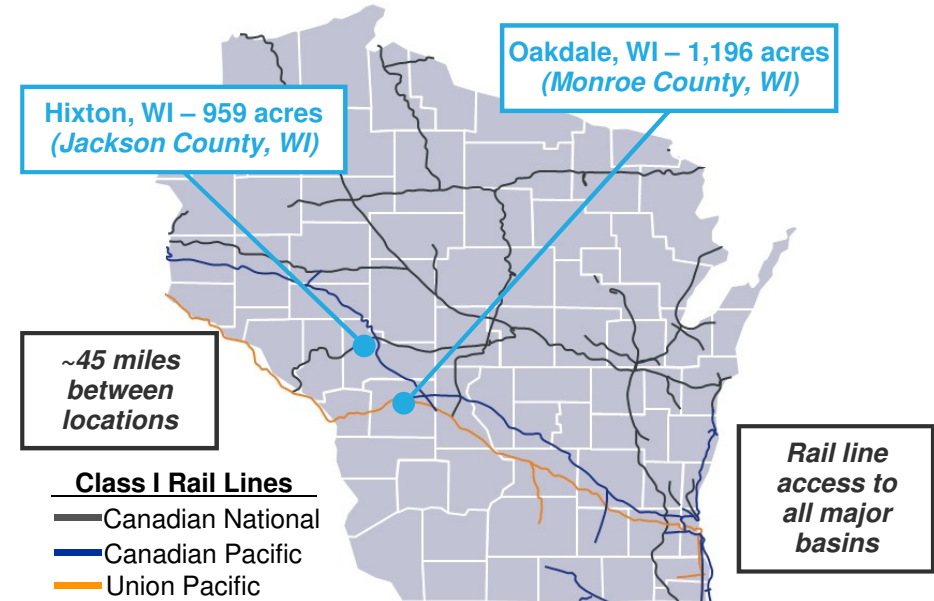 Oakdale, WI – 1,196 acres
(Monroe County, WI)
Hixton, WI – 959 acres
(Jackson County, WI)
~45 miles
between
locations
Class I Rail Lines
Canadian National
Canadian Pacific
Union Pacific
Rail line
access to
all major
basins